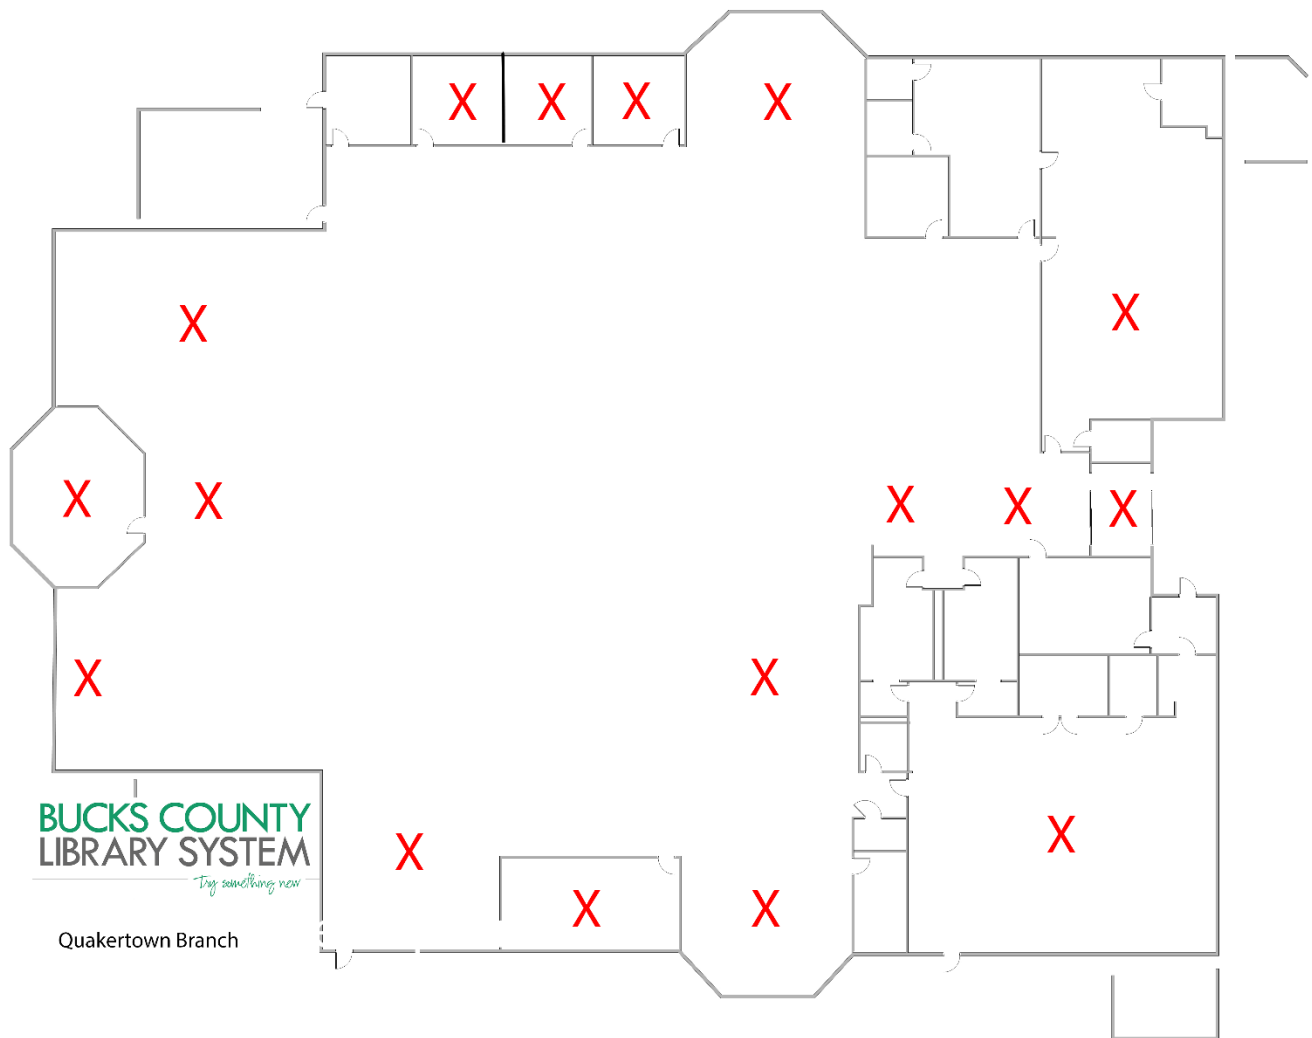 X X X X
X X
X X X X X
X X
X X
X X
BUCKS COUNTY
LIBRARY SYSTEM
Try something new
Quakertown Branch